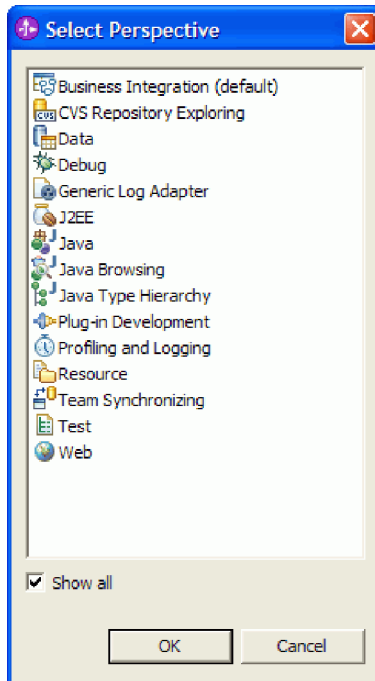 Select Perspective
Business Integration (default)
CVS Repository Exploring
Data
Debug
Generic Log Adapter
J2EE
Java
Java Browsing
Java Type Hierarchy
Plug-in Development
Profiling and Logging
Resource
Team Synchronizing
Test
Web
Show all
OK Cancel